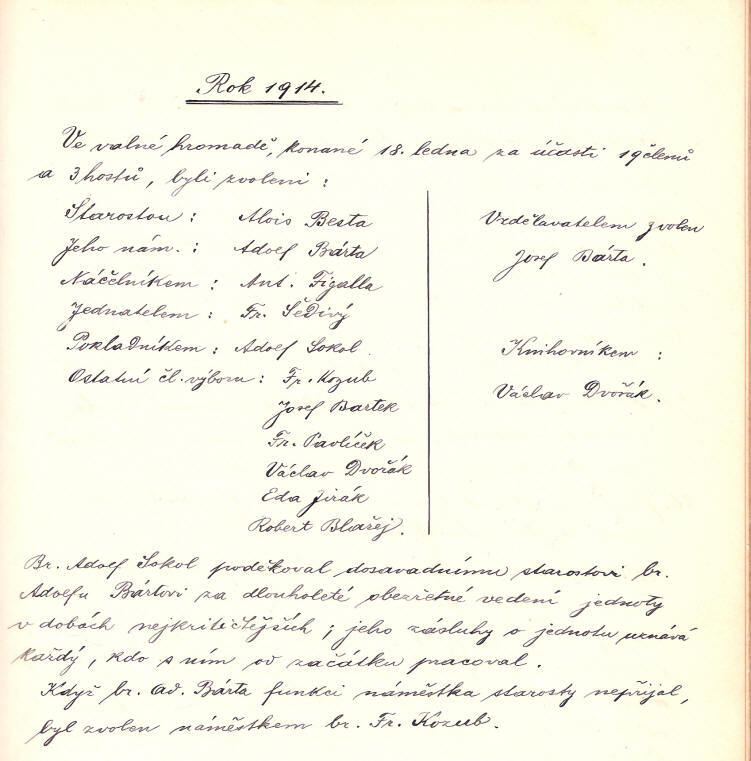 Rok 1914.
Ve valné hromadě, konané 18. ledna za účasti 19 členů
a 3 hostů, byli zvoleni :
Starostou : Alois Besta
Jeho nám. : Adolf Bárta
Náčelníkem : Ant. Figalla
Jednatelem : Fr. Šedivý
Pokladníkem : Adolf Sokol.
Ostatní čl. výboru : Fr. Kozub
Josef Bartek
Fr. Pavlíček
Václav Dvořák
Eda Jirák
Robert Blažej.
Vzdělavatelem zvolen
Josef Bárta.
Knihovníkem :
Václav Dvořák.
Br. Adolf Sokol poděkoval dosavadnímu starostovi br.
Adolfu Bártovi za dlouholeté obezřetné vedení jednoty
v dobách nejkritičtějších ; jeho zásluhy o jednotu uznává
každý, kdo s ním od začátku pracoval.
Když br. Ad. Bárta funkci náměstka starosty nepřijal,
byl zvolen náměstkem br. Fr. Kozub.